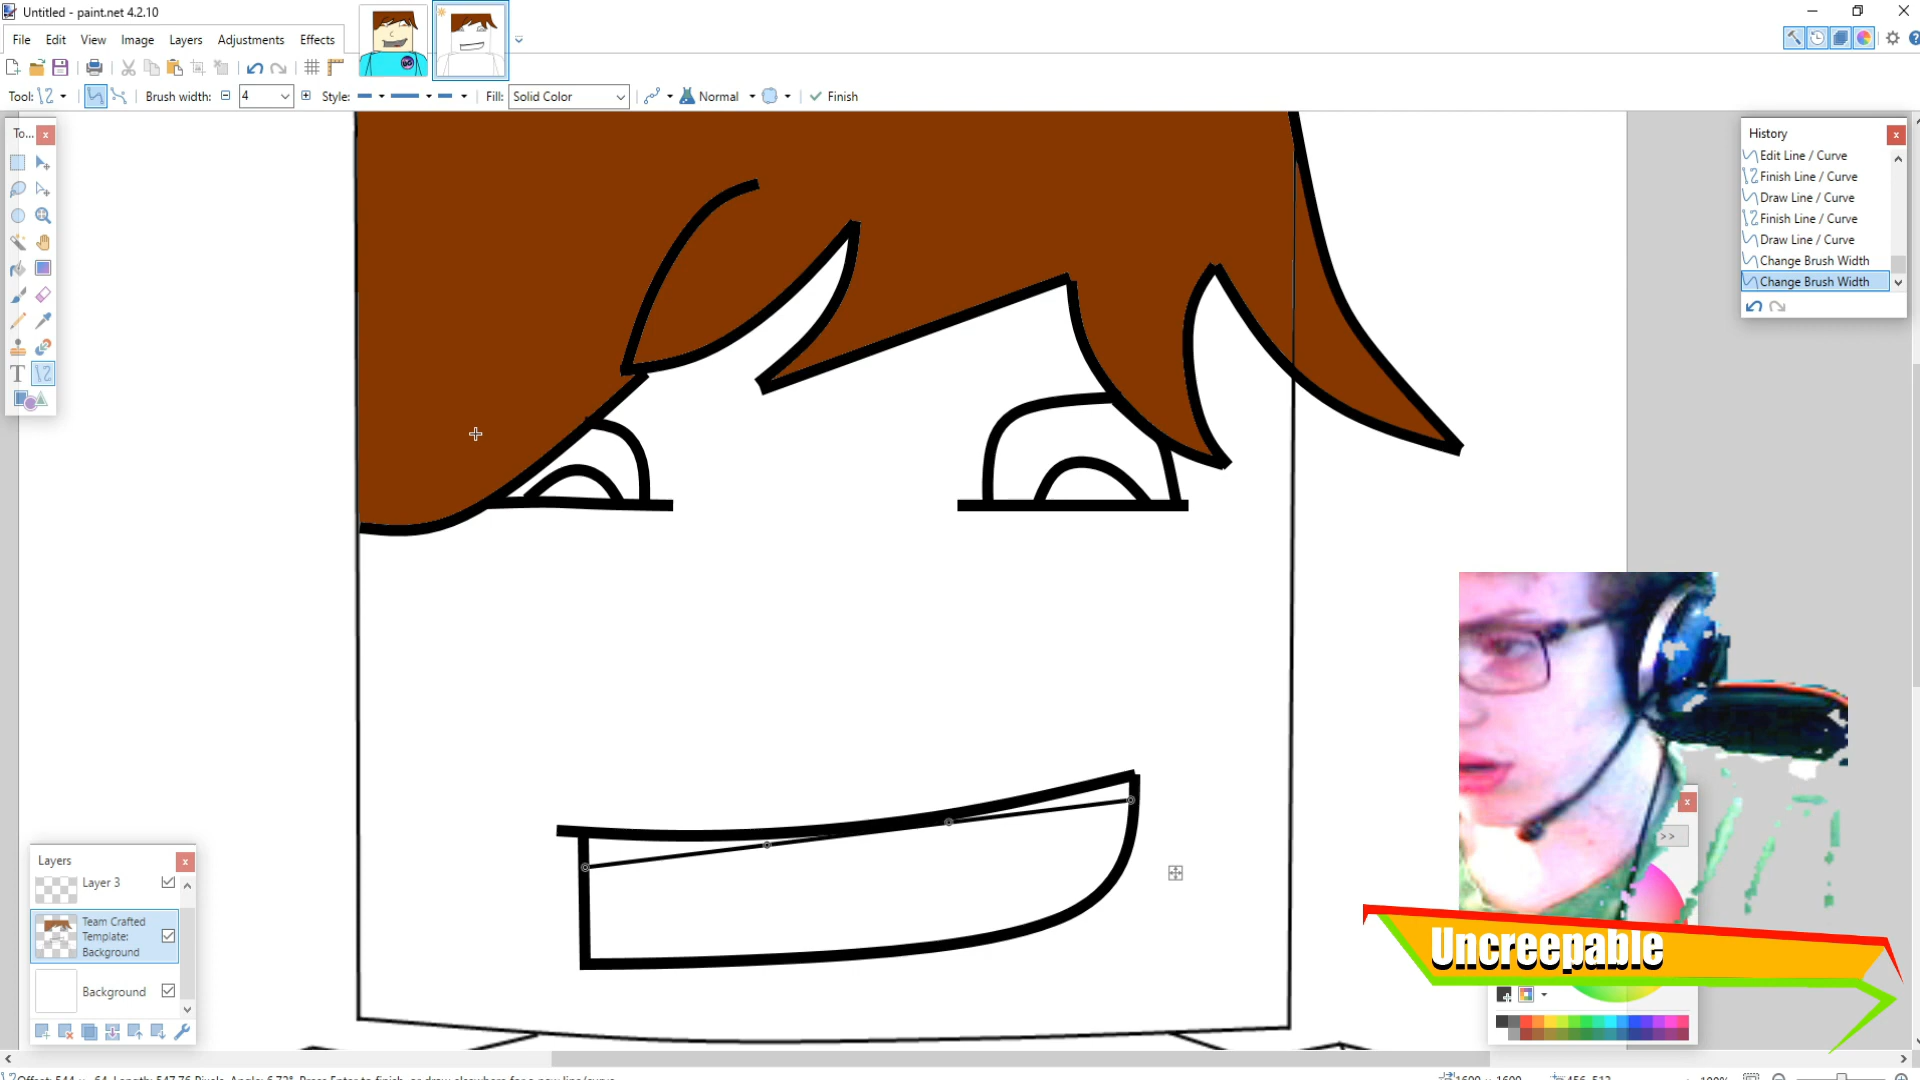 Untitled - paint.net 4.2.10
File Edit View Image Layers Adjustments Effects
Tool: Brush width: 4 Style: Fill: Solid Color Normal Finish
To...
History
Edit Line / Curve
Finish Line / Curve
Draw Line / Curve
Finish Line / Curve
Draw Line / Curve
Change Brush Width
Change Brush Width
Layers
Layer 3
Team Crafted
Template:
Background
Background
>>
Uncreepable